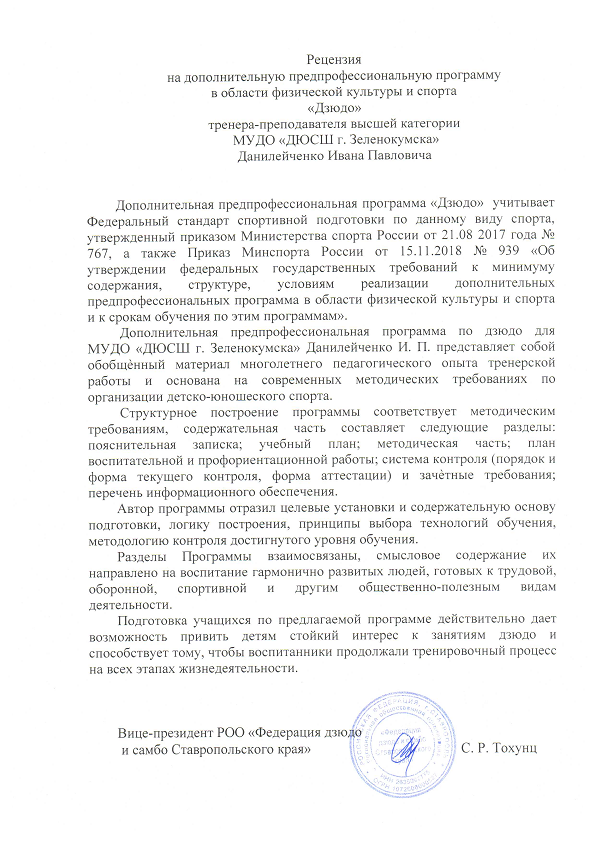 Рецензия
на дополнительную предпрофессиональную программу
в области физической культуры и спорта
«Дзюдо»
тренера-преподавателя высшей категории
МУДО «ДЮСШ г. Зеленокумска»
Данилейченко Ивана Павловича
Дополнительная предпрофессиональная программа «Дзюдо» учитывает
Федеральный стандарт спортивной подготовки по данному виду спорта,
утвержденный приказом Министерства спорта России от 21.08 2017 года №
767, а также Приказ Минспорта России от 15.11.2018 № 939 «Об
утверждении федеральных государственных требований к минимуму
содержания, структуре, условиям реализации дополнительных
предпрофессиональных программа в области физической культуры и спорта
и к срокам обучения по этим программам».
Дополнительная предпрофессиональная программа по дзюдо для
МУДО «ДЮСШ г. Зеленокумска» Данилейченко И. П. представляет собой
обобщѐнный материал многолетнего педагогического опыта тренерской
работы и основана на современных методических требованиях по
организации детско-юношеского спорта.
Структурное построение программы соответствует методическим
требованиям, содержательная часть составляет следующие разделы:
пояснительная записка; учебный план; методическая часть; план
воспитательной и профориентационной работы; система контроля (порядок и
форма текущего контроля, форма аттестации) и зачѐтные требования;
перечень информационного обеспечения.
Автор программы отразил целевые установки и содержательную основу
подготовки, логику построения, принципы выбора технологий обучения,
методологию контроля достигнутого уровня обучения.
Разделы Программы взаимосвязаны, смысловое содержание их
направлено на воспитание гармонично развитых людей, готовых к трудовой,
оборонной, спортивной и другим общественно-полезным видам
деятельности.
Подготовка учащихся по предлагаемой программе действительно дает
возможность привить детям стойкий интерес к занятиям дзюдо и
способствует тому, чтобы воспитанники продолжали тренировочный процесс
на всех этапах жизнедеятельности.
Вице-президент РОО «Федерация дзюдо
и самбо Ставропольского края» С. Р. Тохунц